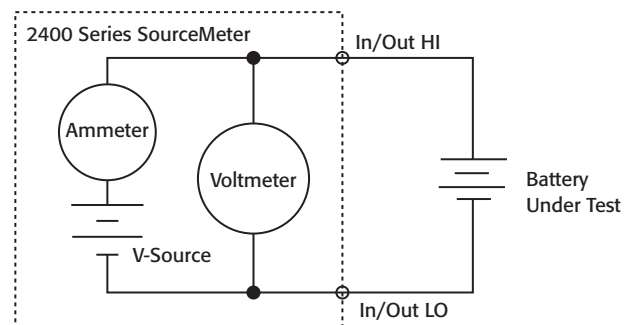 2400 Series SourceMeter
In/Out HI
Ammeter
Voltmeter
Battery
Under Test
V-Source
In/Out LO